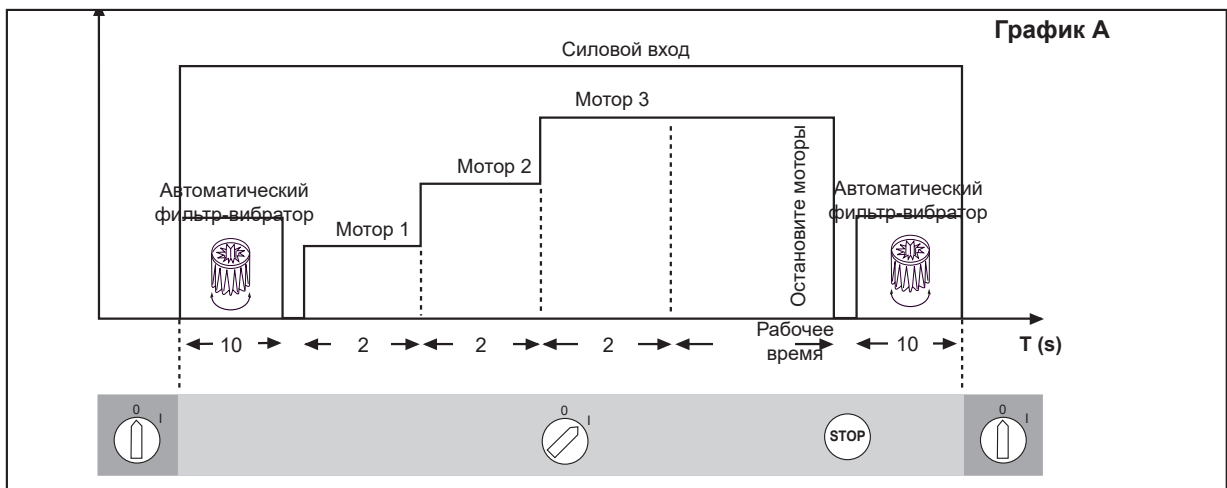 График А
Силовой вход
Мотор 3
Мотор 2
Автоматический
фильтр-вибратор
Мотор 1
Остановите моторы
Автоматический
фильтр-вибратор
10
2
2
2
Рабочее
время
10
T (s)
0
I
0
I
STOP
0
I